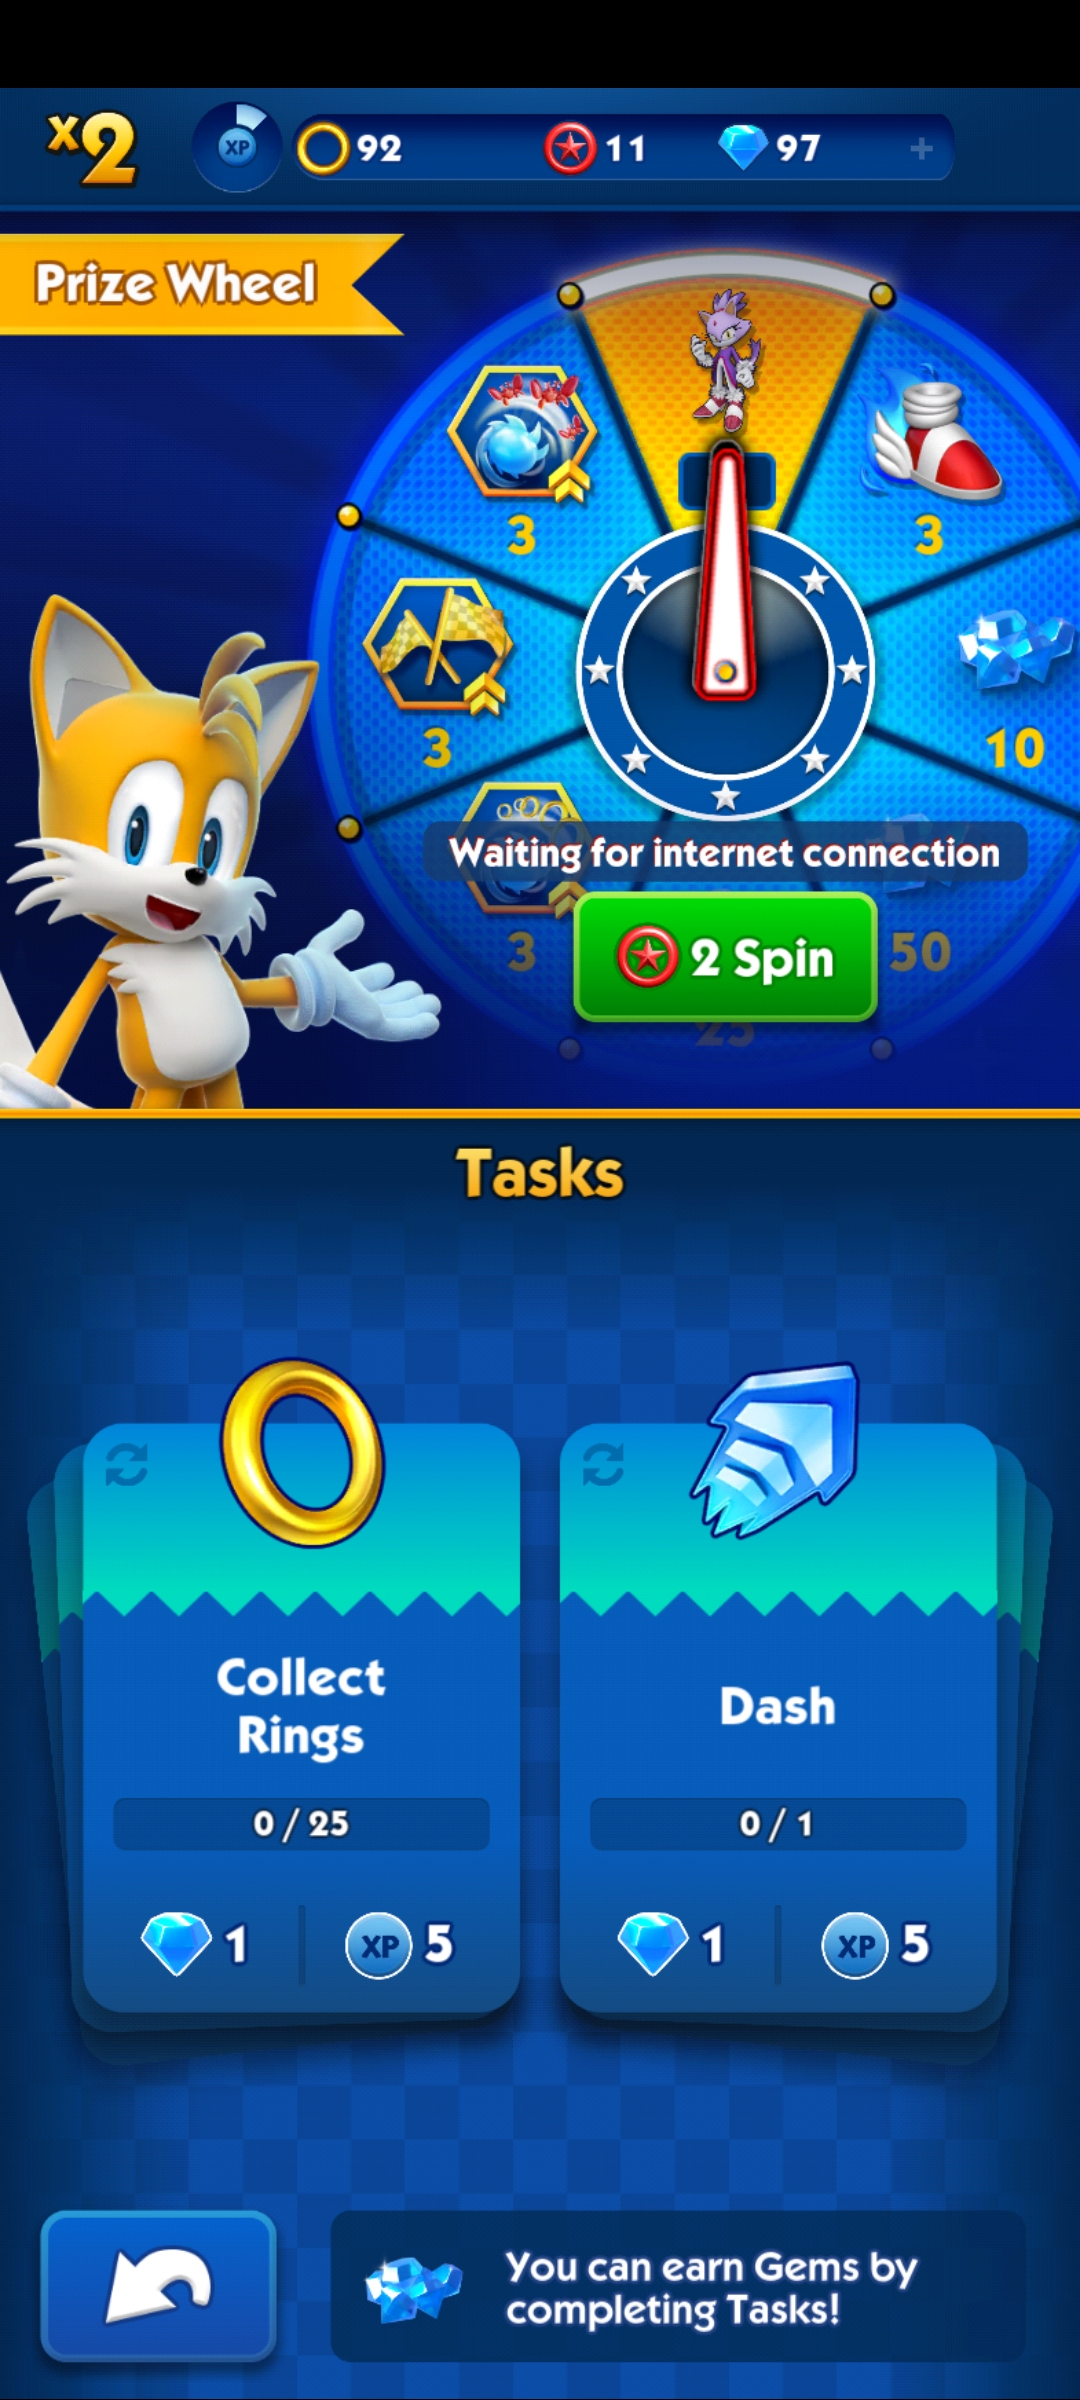 x2
XP
92
11
97
+
Prize Wheel
3
3
3
10
3
Waiting for internet connection
3
2 Spin
50
25
Tasks
Collect
Rings
0 / 25
1
XP 5
Dash
0 / 1
1
XP 5
You can earn Gems by
completing Tasks!